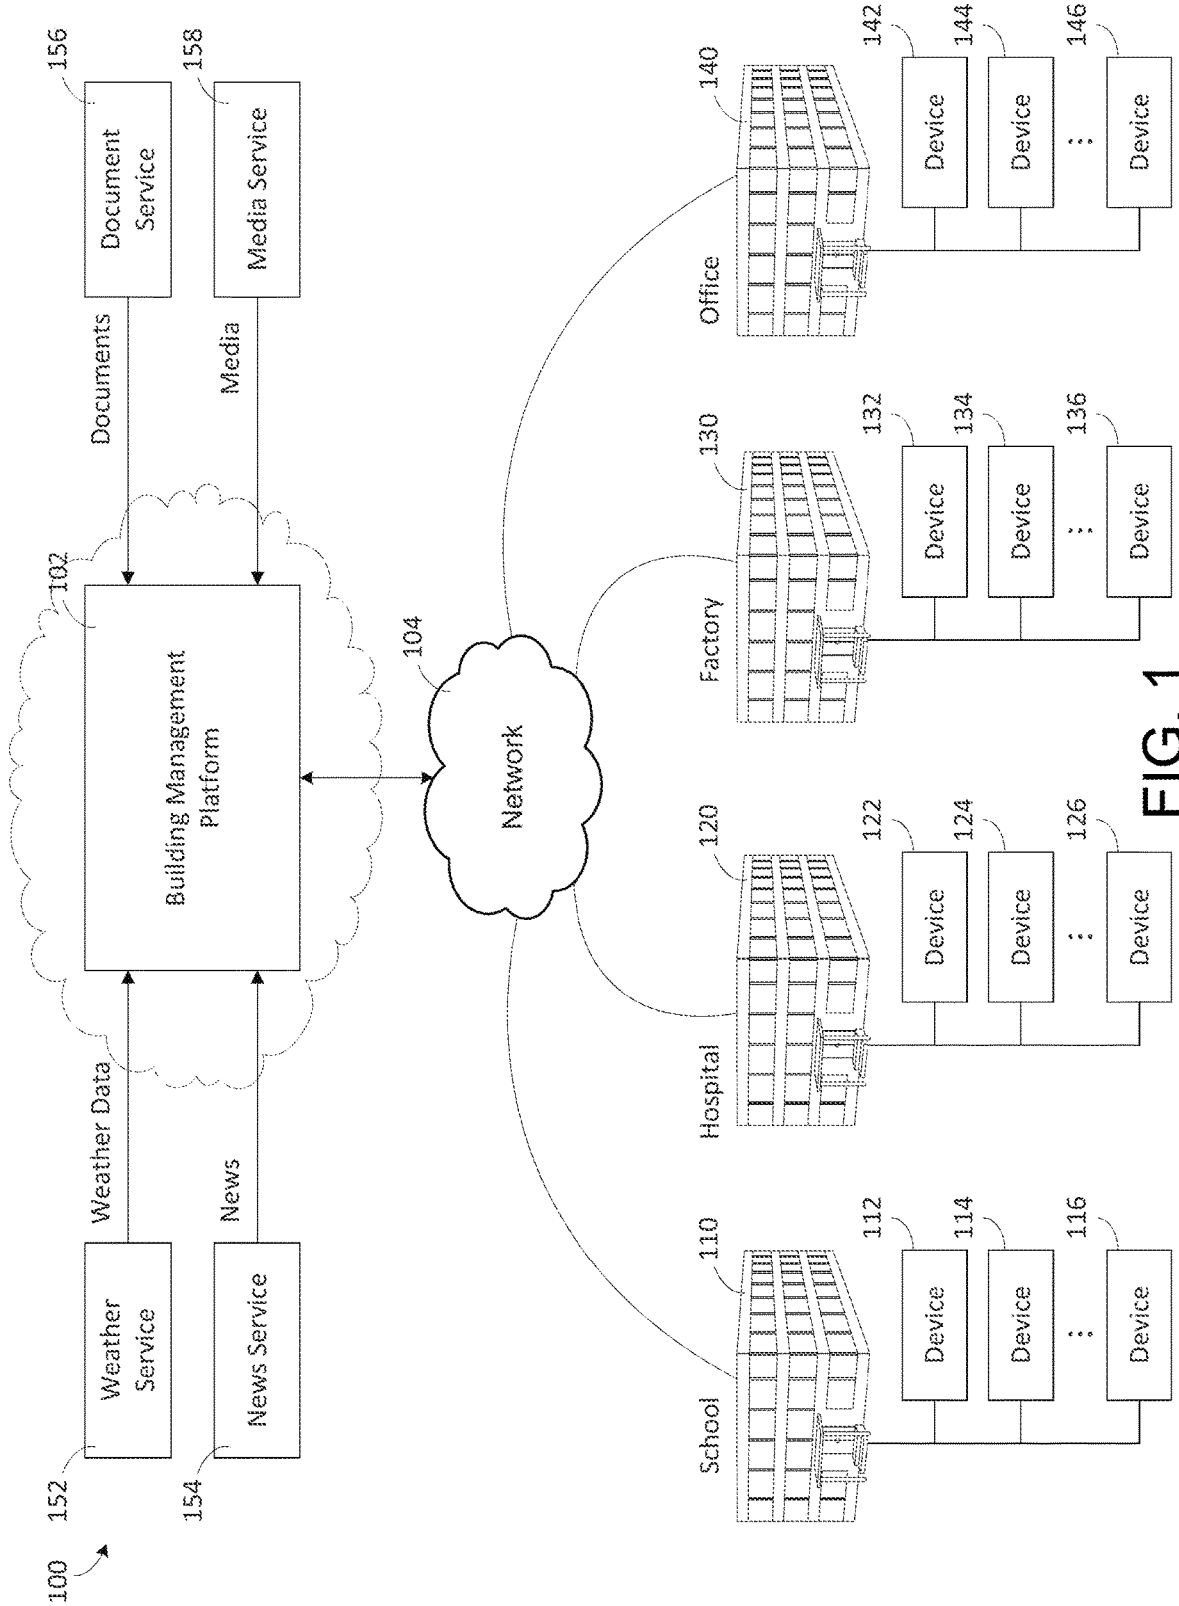 100
152
Weather
Service
Weather Data
154
News Service
News
102
Building Management
Platform
Documents
156
Document
Service
Media
158
Media Service
104
Network
School
110
Device
112
Device
114
Device
116
Hospital
120
Device
122
Device
124
Device
126
Factory
130
Device
132
Device
134
Device
136
Office
140
Device
142
Device
144
Device
146
FIG. 1